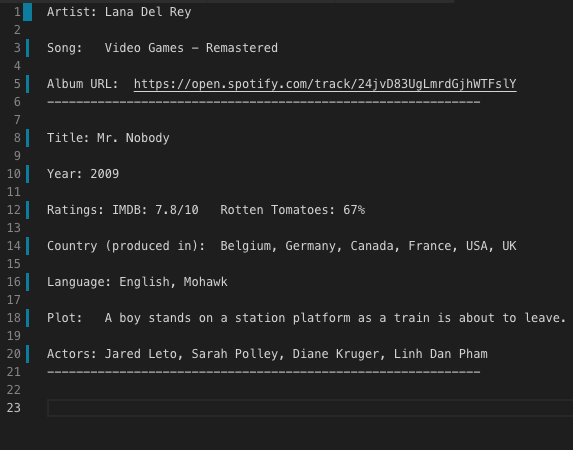 1 Artist: Lana Del Rey
2
3 Song:   Video Games - Remastered
4
5 Album URL:  https://open.spotify.com/track/24jvD83UgLmrdGjhWTFslY
6 ------------------------------------------------------------
7
8 Title: Mr. Nobody
9
10 Year: 2009
11
12 Ratings: IMDB: 7.8/10   Rotten Tomatoes: 67%
13
14 Country (produced in):  Belgium, Germany, Canada, France, USA, UK
15
16 Language: English, Mohawk
17
18 Plot:   A boy stands on a station platform as a train is about to leave.
19
20 Actors: Jared Leto, Sarah Polley, Diane Kruger, Linh Dan Pham
21 ------------------------------------------------------------
22
23